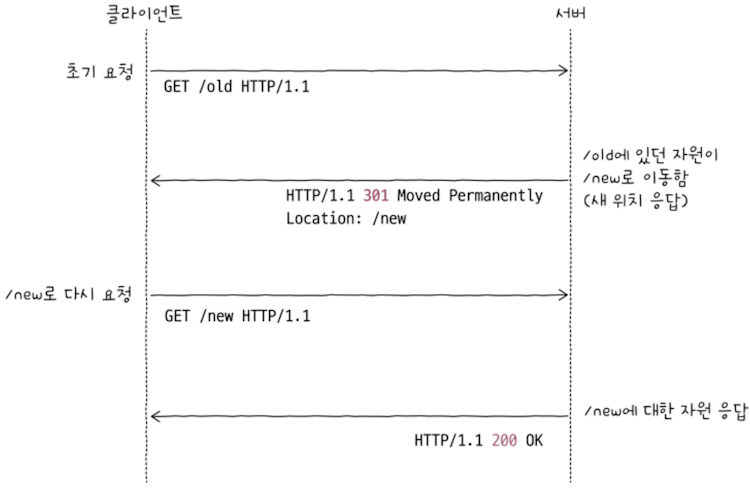 클라이언트
서버
초기 요청
GET /old HTTP/1.1
/old에 있던 자원이
/new로 이동함
(새 위치 응답)
HTTP/1.1 301 Moved Permanently
Location: /new
/new로 다시 요청
GET /new HTTP/1.1
/new에 대한 자원 응답
HTTP/1.1 200 OK